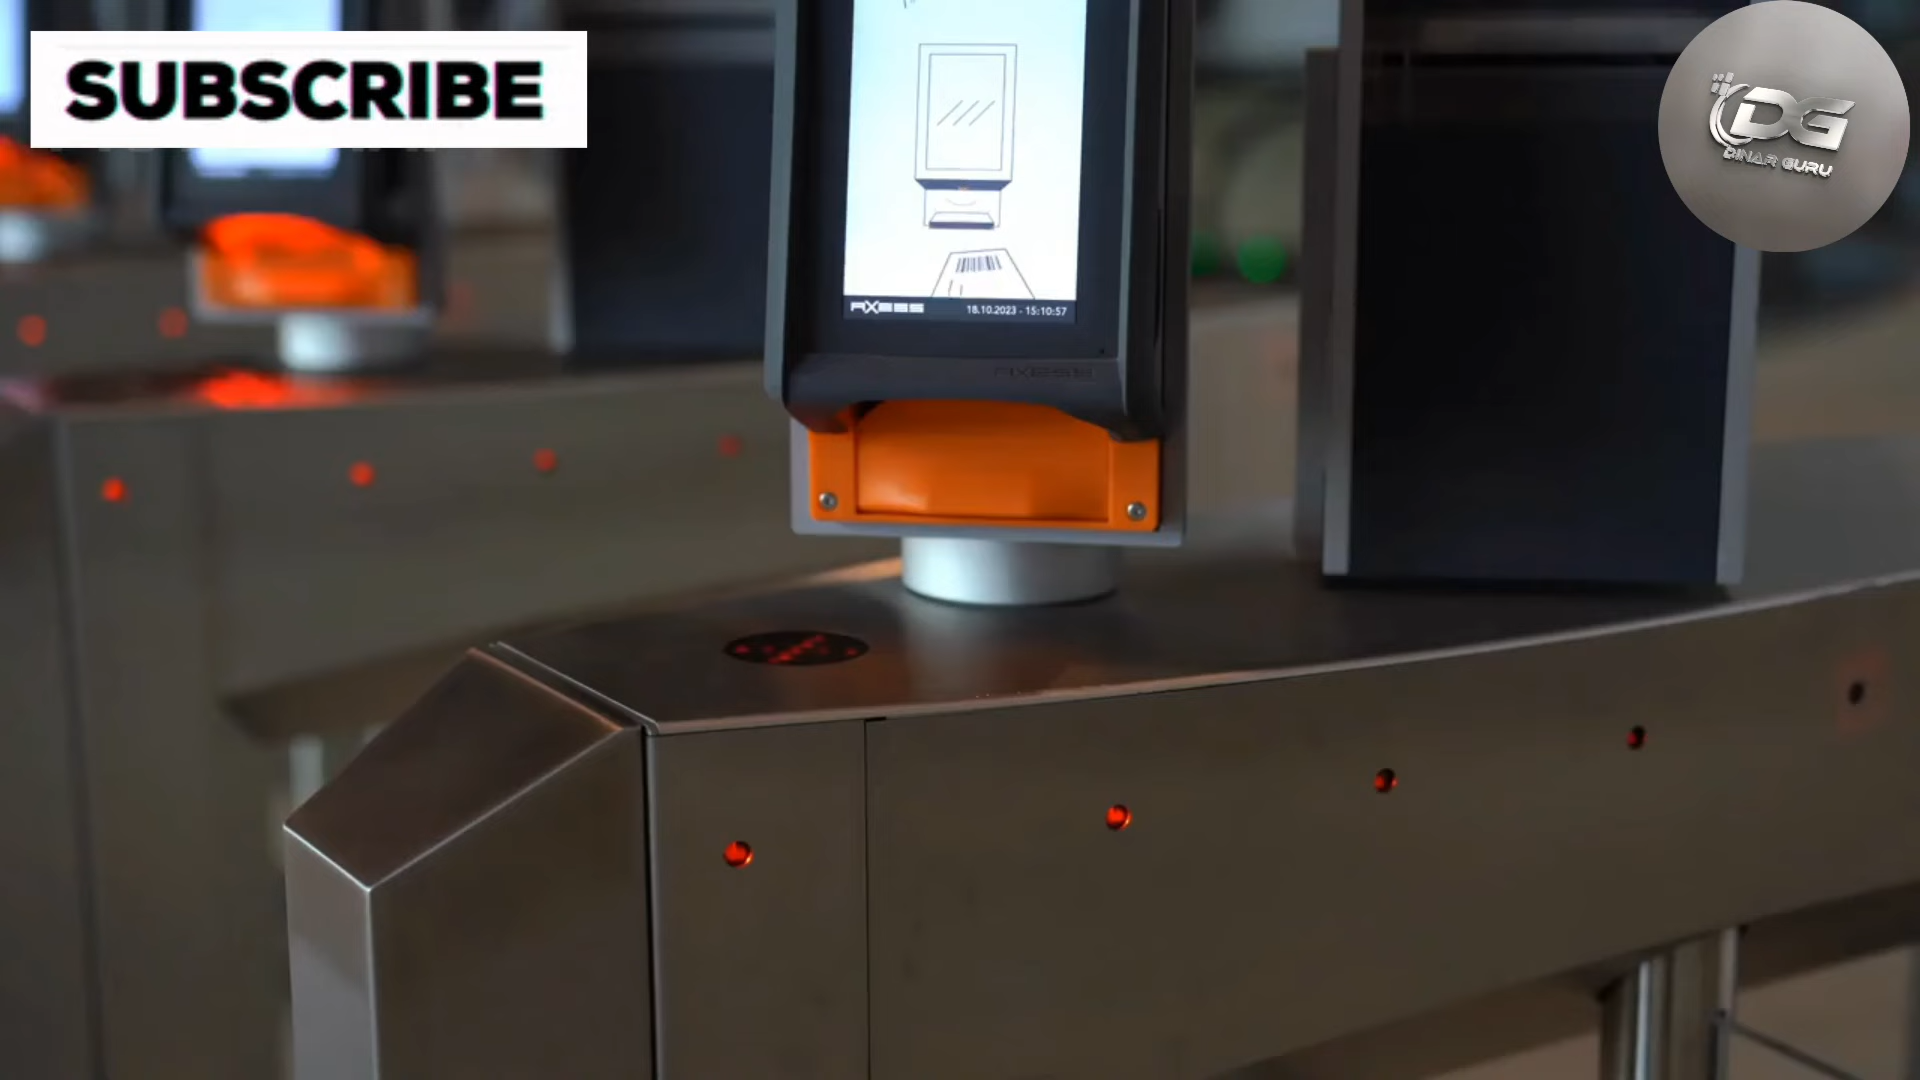 SUBSCRIBE
DG
DINAR GURU
AXESS 18.10.2023 - 15:10:57
AXESS